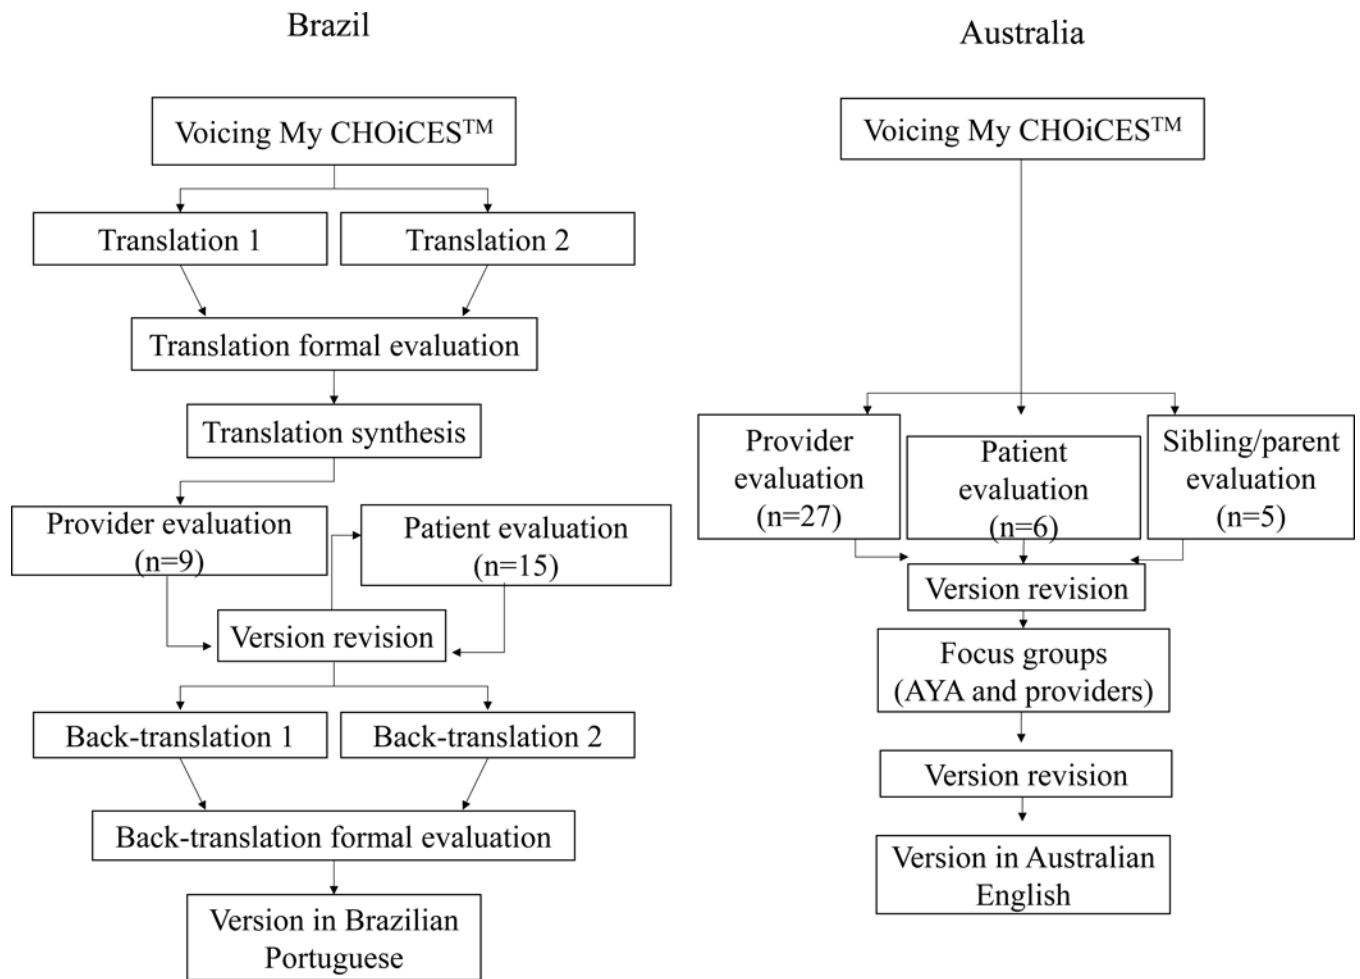 Brazil
Voicing My CHOiCES™
Translation 1
Translation 2
Translation formal evaluation
Translation synthesis
Provider evaluation
(n=9)
Patient evaluation
(n=15)
Version revision
Back-translation 1
Back-translation 2
Back-translation formal evaluation
Version in Brazilian
Portuguese
Australia
Voicing My CHOiCES™
Provider
evaluation
(n=27)
Patient
evaluation
(n=6)
Sibling/parent
evaluation
(n=5)
Version revision
Focus groups
(AYA and providers)
Version revision
Version in Australian
English